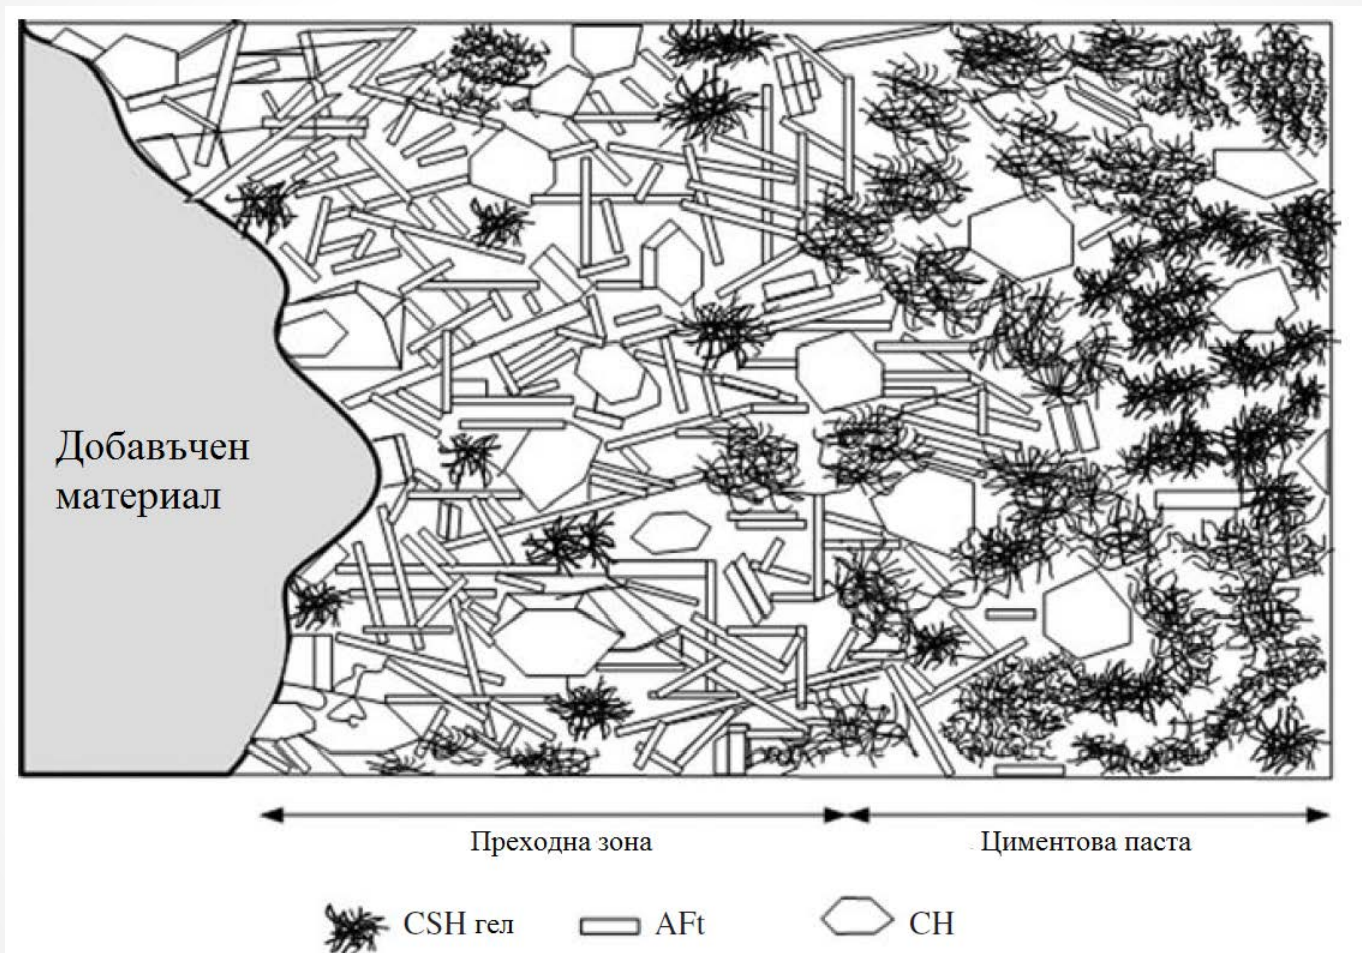 Добавъчен
материал
Преходна зона
Циментова паста
CSH гел
AFt
CH